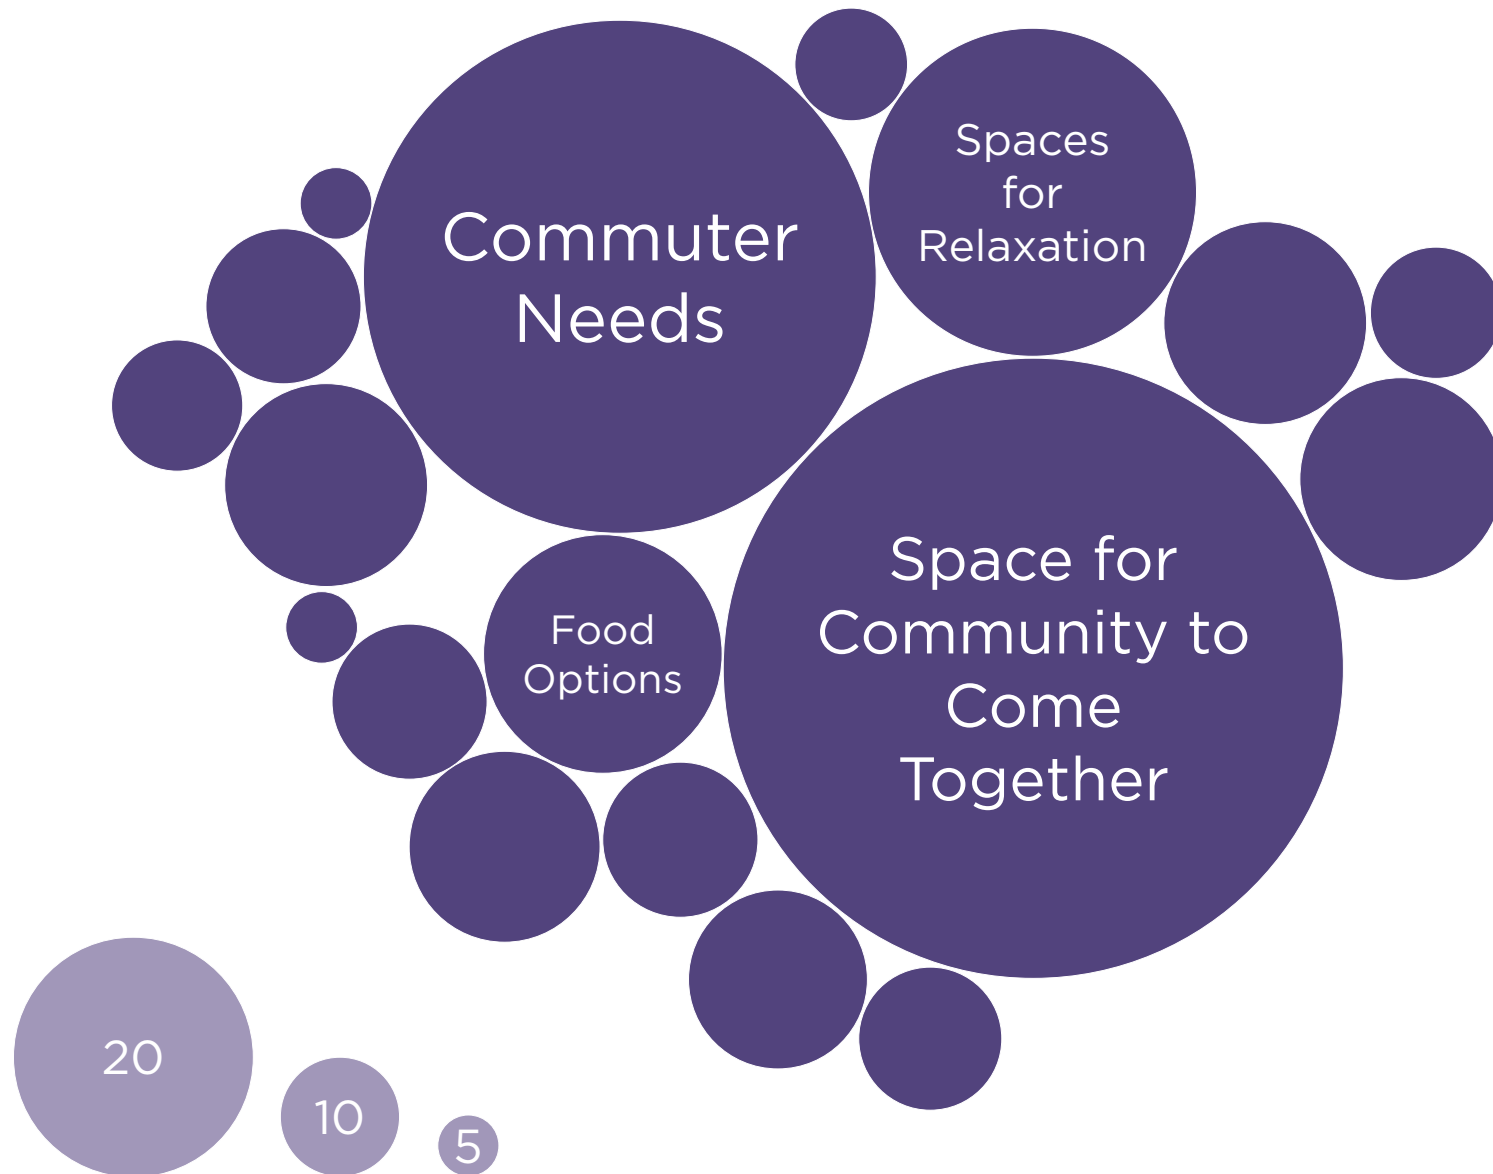 Spaces
for
Relaxation
Commuter
Needs
Space for
Community to
Come
Together
Food
Options
20
10
5